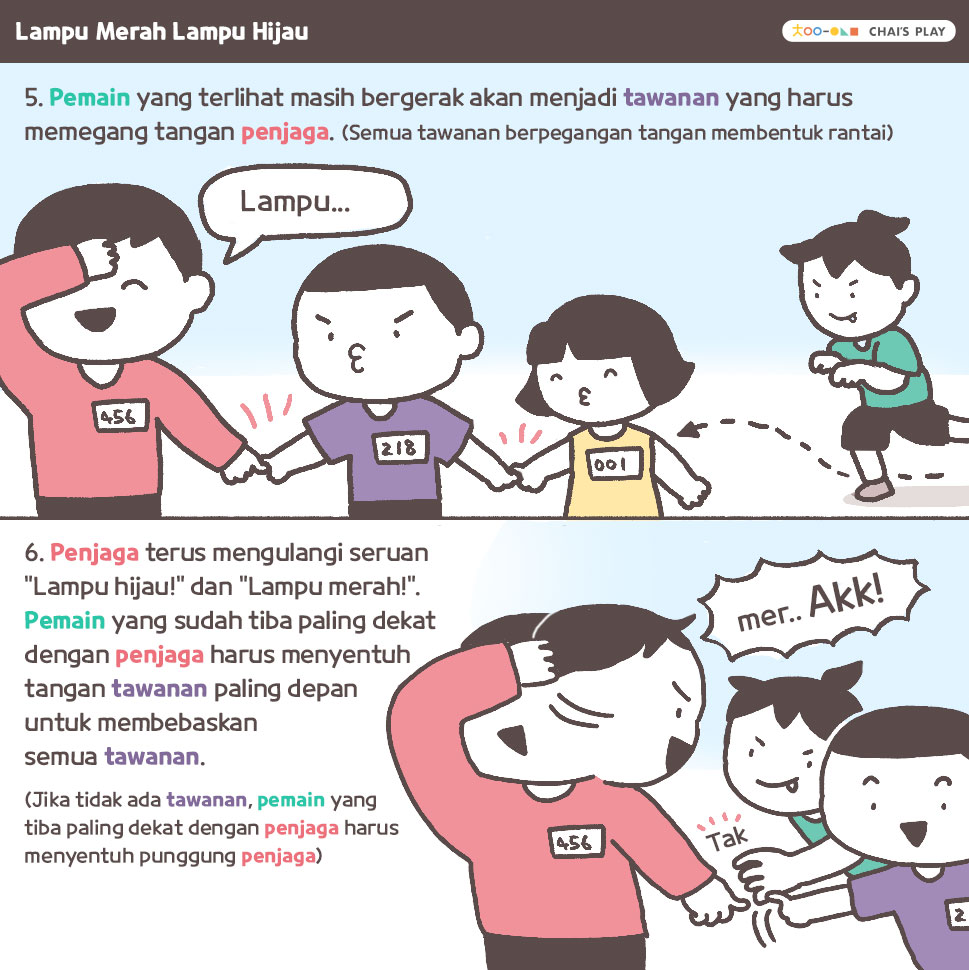 Lampu Merah Lampu Hijau
CHAI'S PLAY
5. Pemain yang terlihat masih bergerak akan menjadi tawanan yang harus
memegang tangan penjaga. (Semua tawanan berpegangan tangan membentuk rantai)
Lampu...
456
218
001
6. Penjaga terus mengulangi seruan
"Lampu hijau!" dan "Lampu merah!".
Pemain yang sudah tiba paling dekat
dengan penjaga harus menyentuh
tangan tawanan paling depan
untuk membebaskan
semua tawanan.
(Jika tidak ada tawanan, pemain yang
tiba paling dekat dengan penjaga harus
menyentuh punggung penjaga)
mer.. Akk!
Tak
456
2